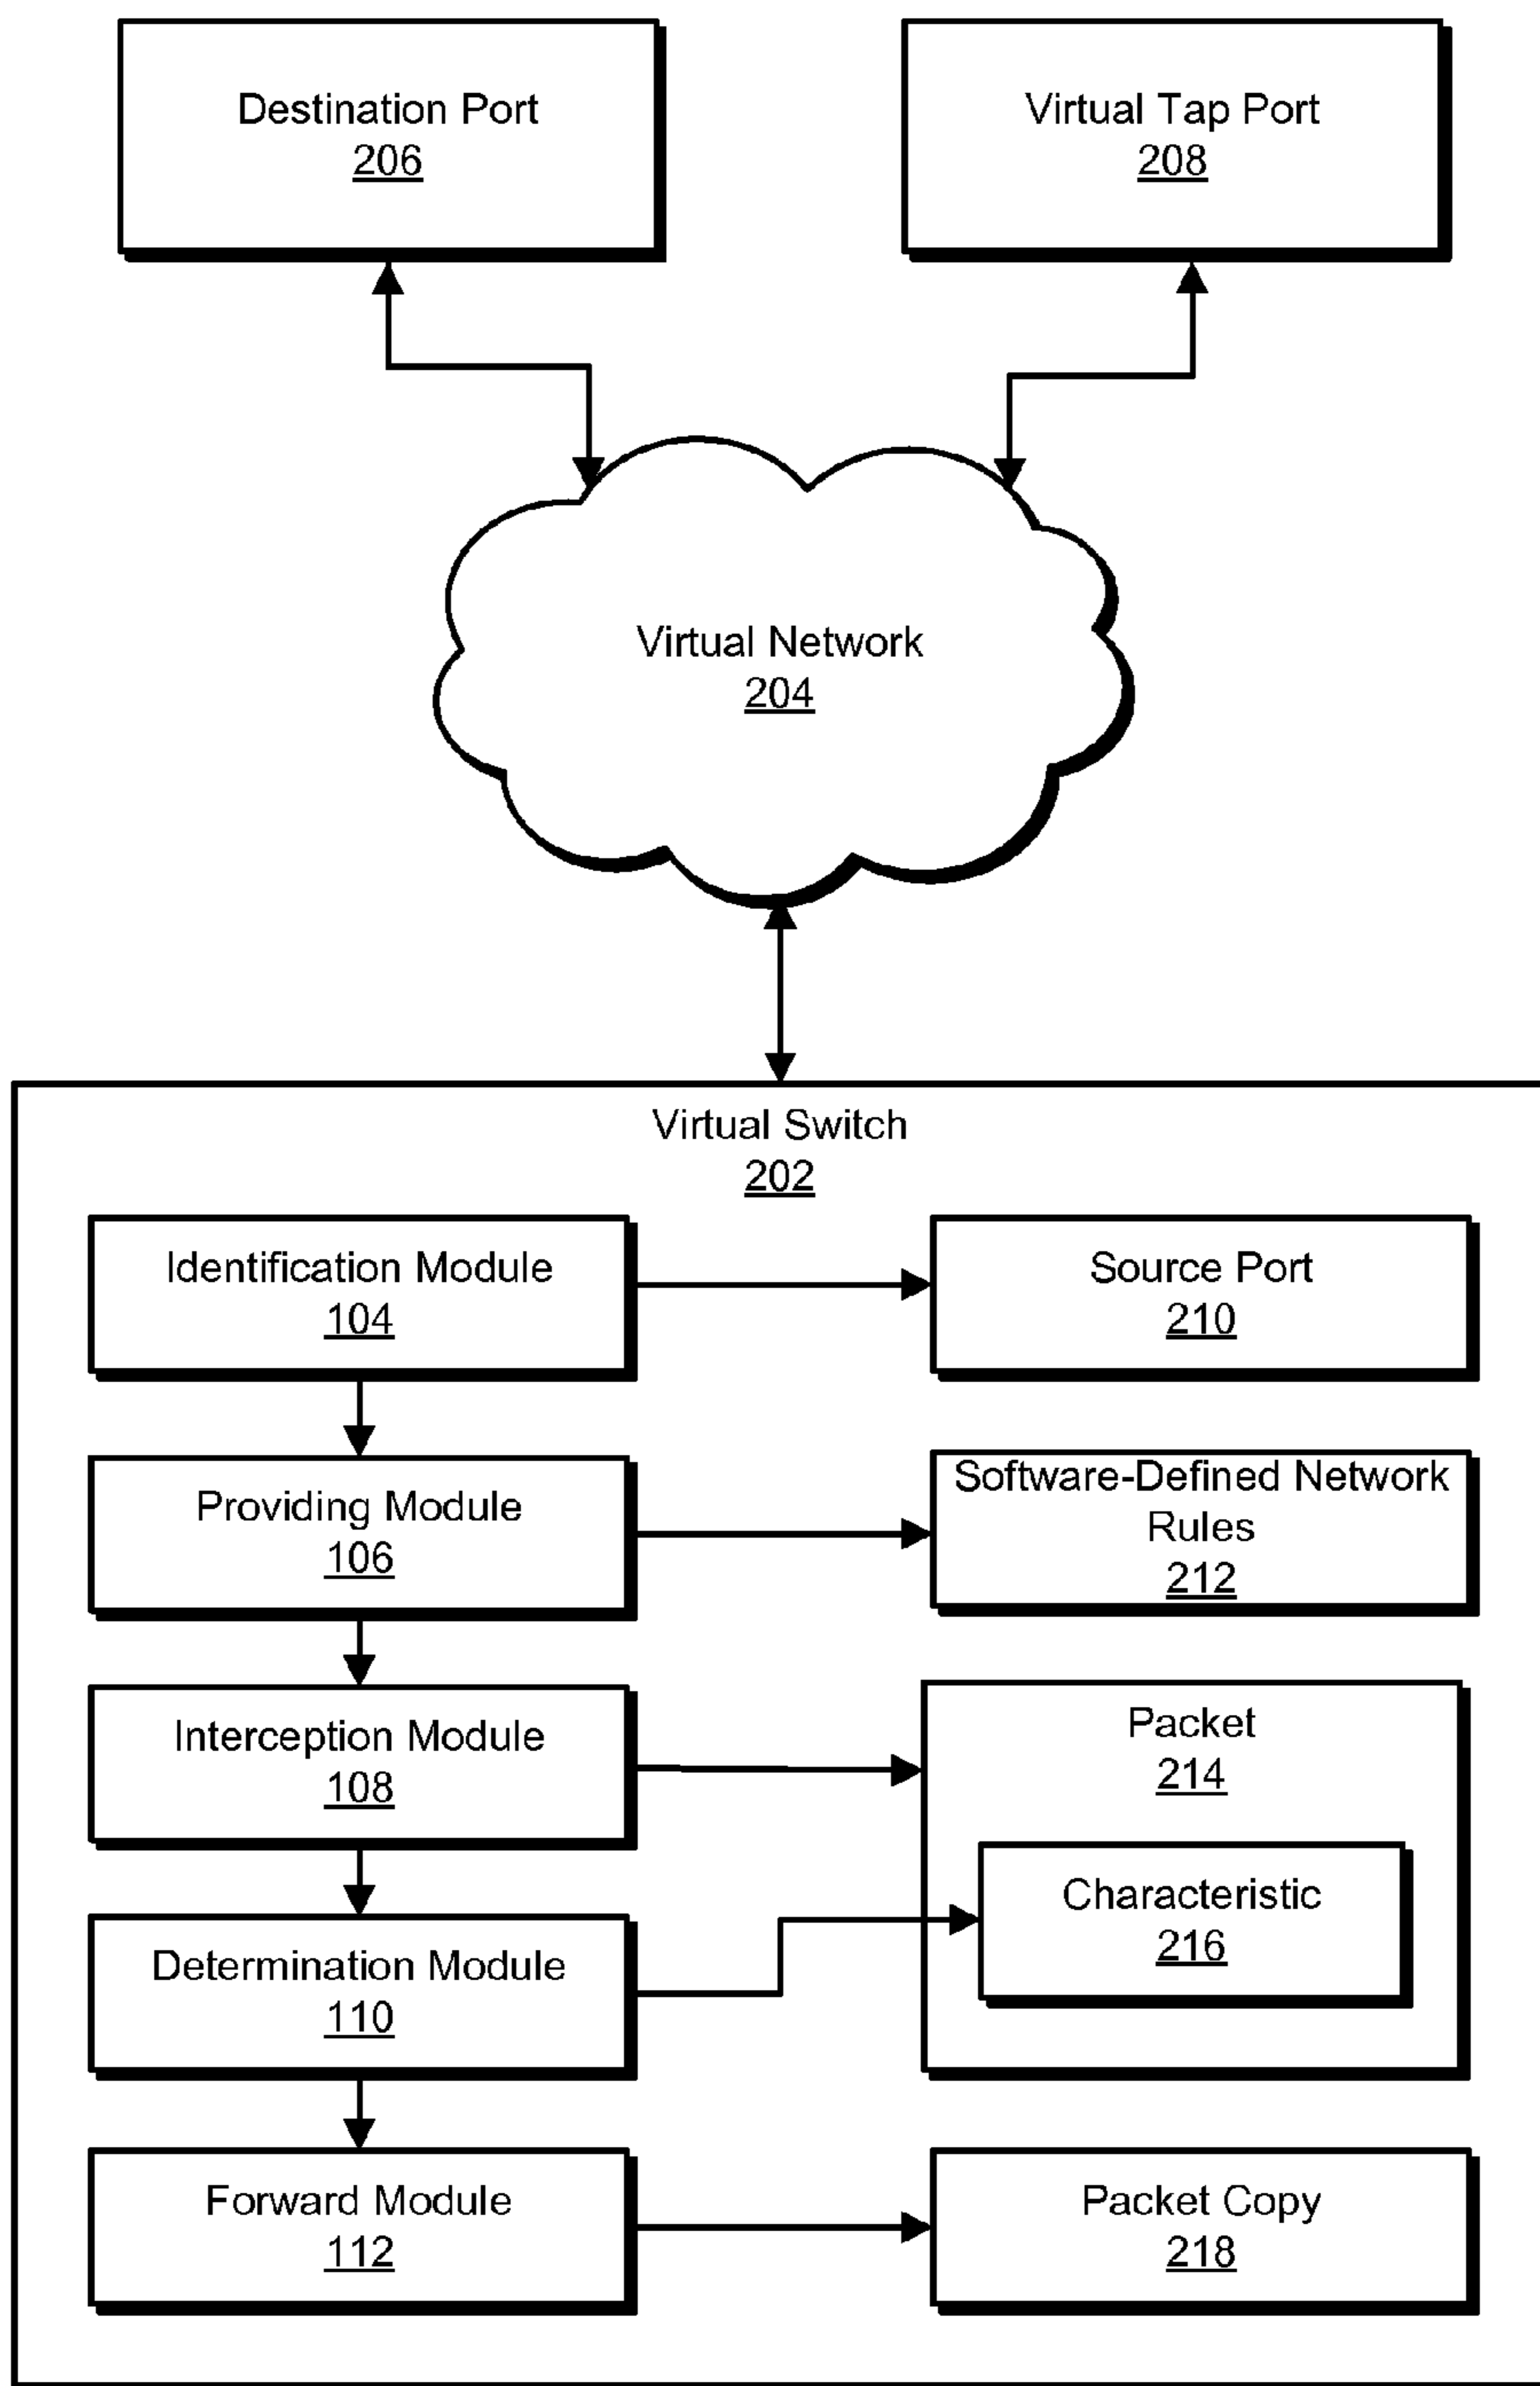 Destination Port
206
Virtual Tap Port
208
Virtual Network
204
Virtual Switch
202
Identification Module
104
Source Port
210
Providing Module
106
Software-Defined Network
Rules
212
Interception Module
108
Packet
214
Characteristic
216
Determination Module
110
Forward Module
112
Packet Copy
218